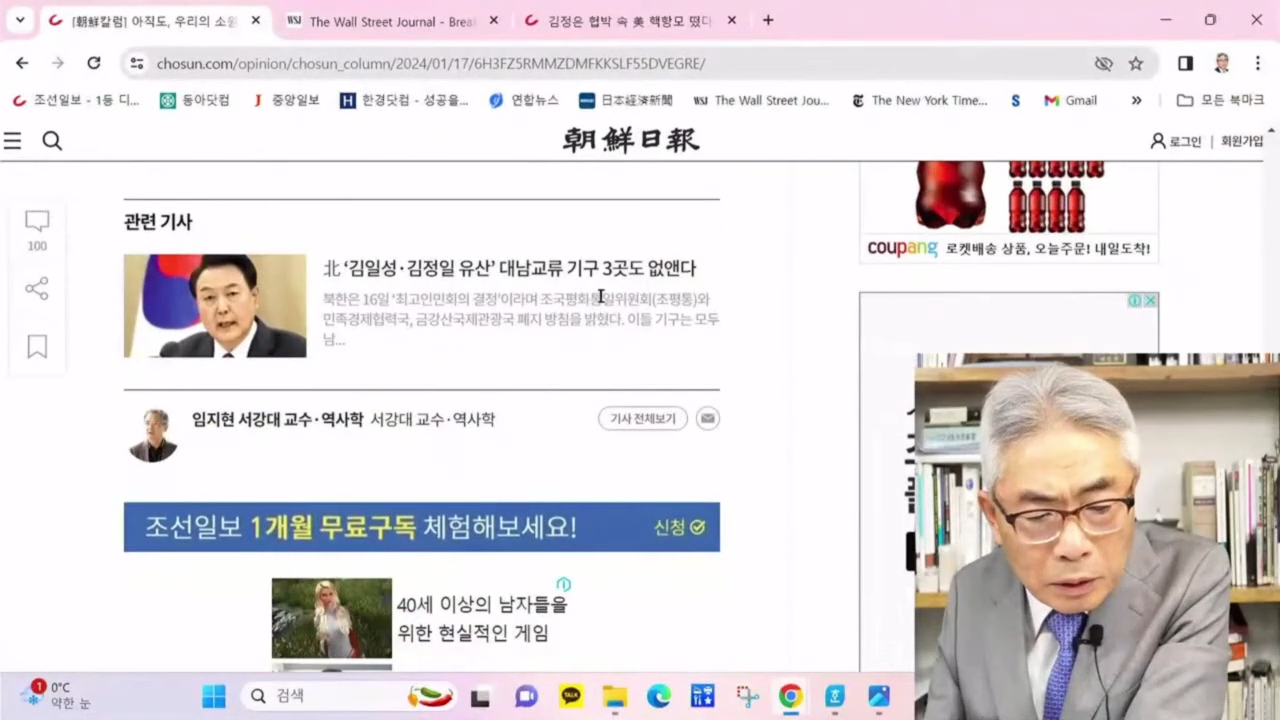 [朝鮮칼럼] 아직도, 우리의 소원
WSJ The Wall Street Journal - Brea
김정은 협박 속 美 핵항모 떴다
chosun.com/opinion/chosun_column/2024/01/17/6H3FZ5RMMZDMFKKSLF55DVEGRE/
조선일보 - 1등 디... 동아닷컴 J 중앙일보 H 한경닷컴 - 성공을... 연합뉴스 日本経済新聞 WSJ The Wall Street Jou... The New York Time... S Gmail » 모든 북마크
朝鮮日報
로그인 | 회원가입
100
관련 기사
北 ‘김일성·김정일 유산’ 대남교류 기구 3곳도 없앤다
북한은 16일 ‘최고인민회의 결정’이라며 조국평화통일위원회(조평통)와
민족경제협력국, 금강산국제관광국 폐지 방침을 밝혔다. 이들 기구는 모두
남...
임지현 서강대 교수·역사학 서강대 교수·역사학
기사 전체보기
coupang 로켓배송 상품, 오늘주문! 내일도착!
조선일보 1개월 무료구독 체험해보세요!
신청
40세 이상의 남자들을
위한 현실적인 게임
1
0°C
약한 눈
검색
TALK